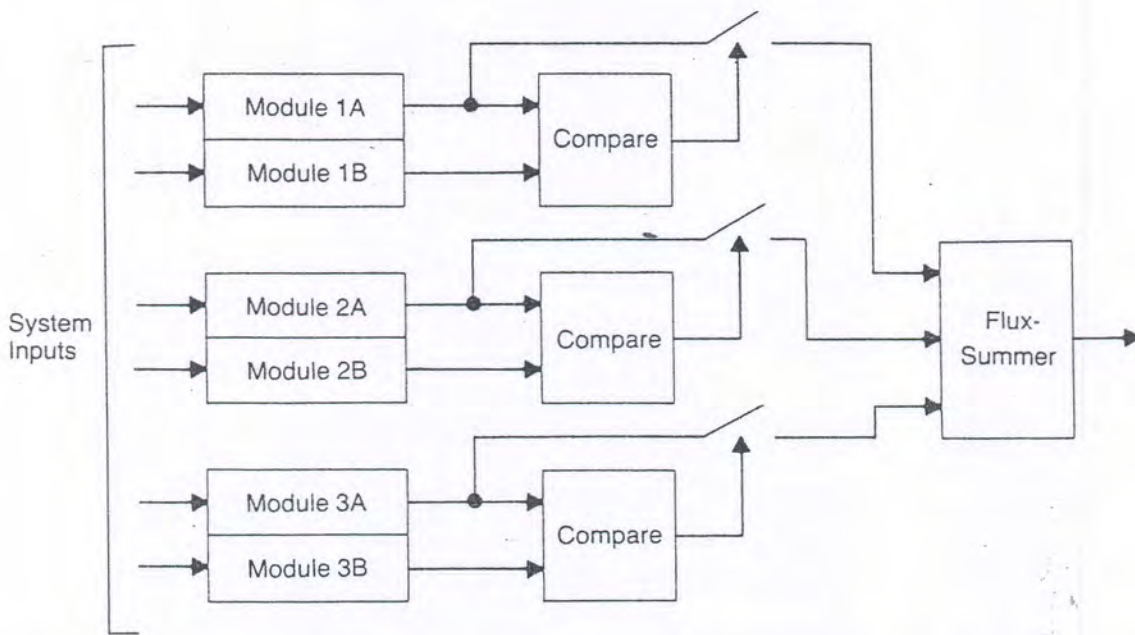 Module 1A
Module 1B
Compare
Module 2A
Module 2B
Compare
System
Inputs
Flux-
Summer
Module 3A
Module 3B
Compare